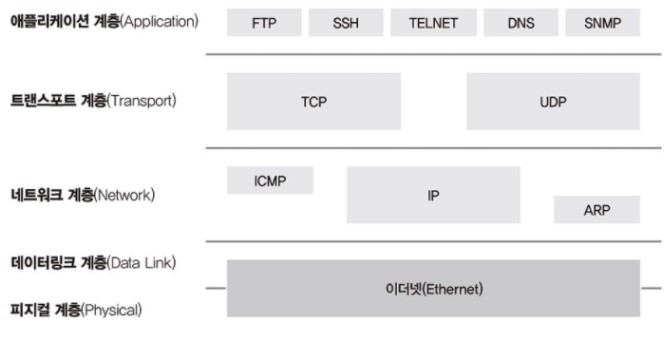 애플리케이션 계층(Application) FTP SSH TELNET DNS SNMP
트랜스포트 계층(Transport) TCP UDP
네트워크 계층(Network) ICMP IP ARP
데이터링크 계층(Data Link)
이더넷(Ethernet)
피지컬 계층(Physical)